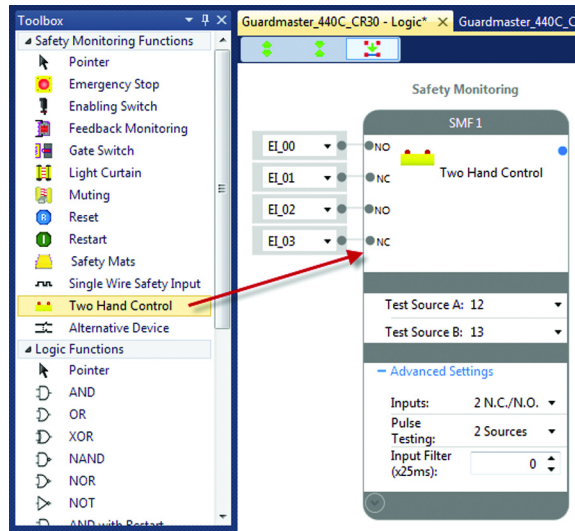 Toolbox
Safety Monitoring Functions
Pointer
Emergency Stop
Enabling Switch
Feedback Monitoring
Gate Switch
Light Curtain
Muting
Reset
Restart
Safety Mats
Single Wire Safety Input
Two Hand Control
Alternative Device
Logic Functions
Pointer
AND
OR
XOR
NAND
NOR
NOT
AND with Restart
Guardmaster_440C_CR30 - Logic* Guardmaster_440C_C
Safety Monitoring
SMF 1
EI_00 NO
Two Hand Control
EI_01 NC
EI_02 NO
EI_03 NC
Test Source A: 12
Test Source B: 13
Advanced Settings
Inputs: 2 N.C./N.O.
Pulse Testing: 2 Sources
Input Filter (x25ms): 0